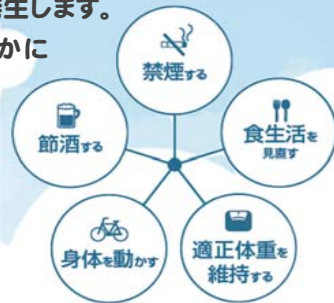 発生します。
かに
禁煙する
節酒する
食生活を
見直す
身体を動かす
適正体重を
維持する